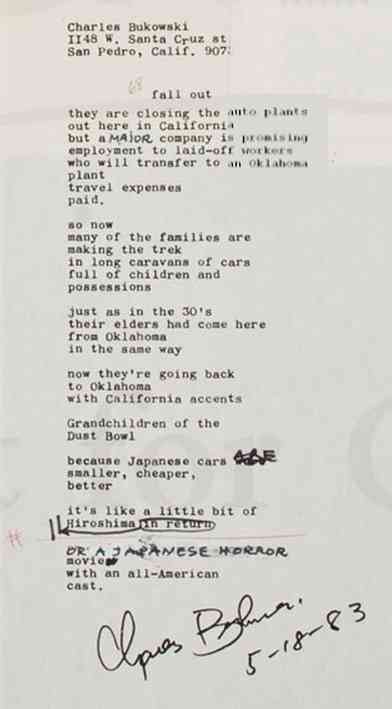 Charles Bukowski
1148 W. Santa Cruz st
San Pedro, Calif. 9073
68
fall out
they are closing the auto plants
out here in California
but a MAJOR company is promising
employment to laid-off workers
who will transfer to an Oklahoma
plant
travel expenses
paid.
so now
many of the families are
making the trek
in long caravans of cars
full of children and
possessions
just as in the 30's
their elders had come here
from Oklahoma
in the same way
now they're going back
to Oklahoma
with California accents
Grandchildren of the
Dust Bowl
because Japanese cars ARE
smaller, cheaper,
better
it's like a little bit of
Hiroshima in return
#
OR A JAPANESE HORROR
movie
with an all-American
cast.
Charles Bukowski
5-18-83